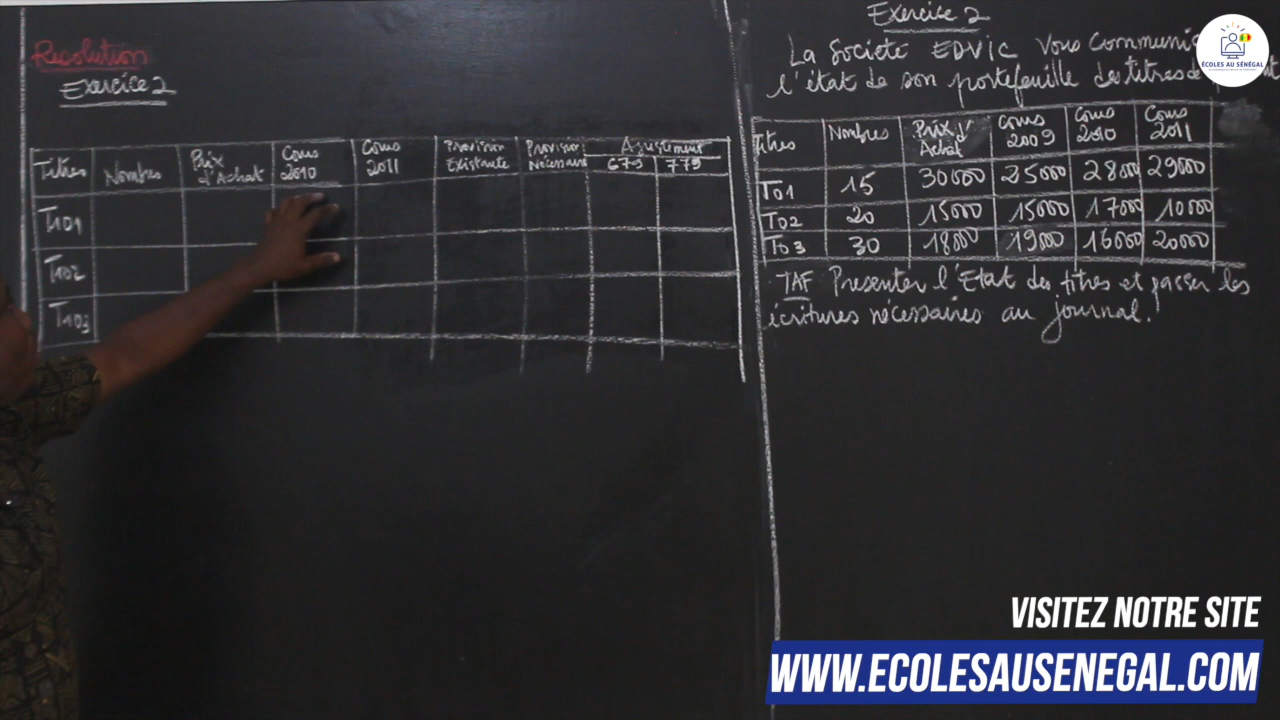 Resolution
Exercice 2
Titres Nombres Prix d'Achat Cours 2010 Cours 2011 Provision Existante Provision Nécessaire Ajustement 679 779
T101
T102
T103
Exercice 2
La Société EDVIC Vous
l'état de son portefeuille des titres de
Titres Nombres Prix d'Achat Cours 2009 Cours 2010 Cours 2011
T01 15 30000 25000 28000 29000
T02 20 15000 15000 17000 10000
T03 30 18000 19000 16000 20000
TAF Presenter l'Etat des titres et passer les
écritures nécessaires au journal.
ÉCOLES AU SÉNÉGAL
VISITEZ NOTRE SITE
WWW.ECOLESAUSENEGAL.COM